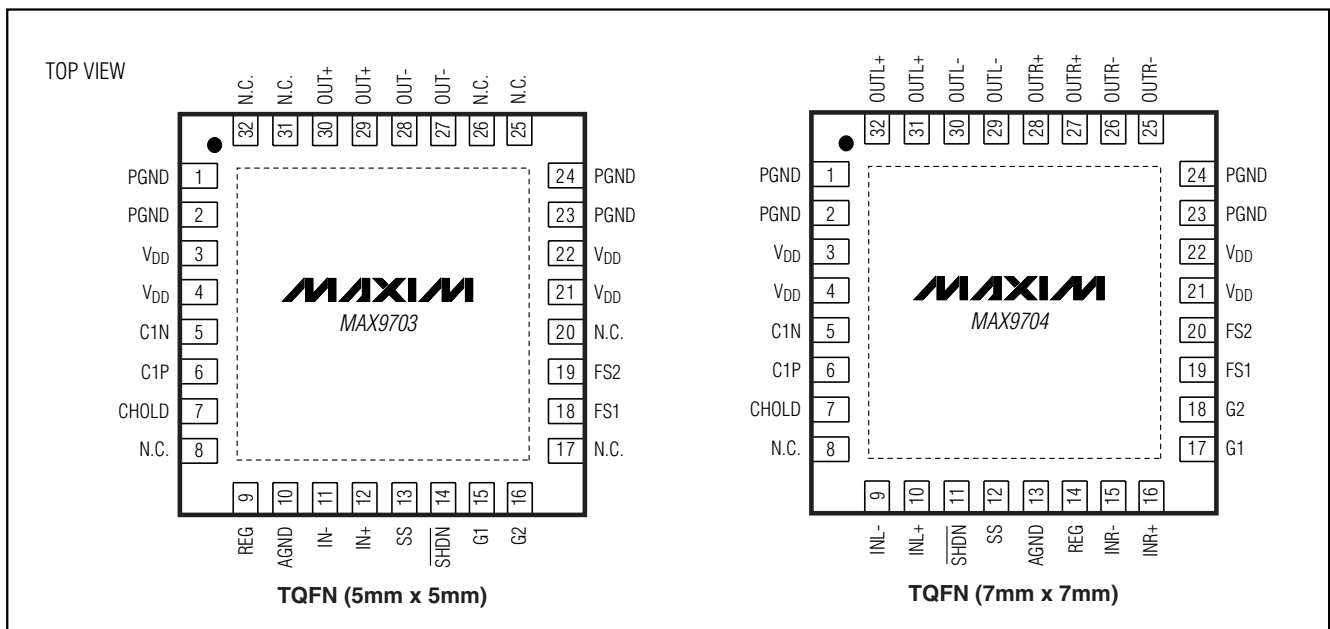 TOP VIEW
N.C. N.C. OUT+ OUT+ OUT- OUT- N.C. N.C.
32 31 30 29 28 27 26 25
PGND 1 24 PGND
PGND 2 23 PGND
VDD 3 22 VDD
VDD 4 21 VDD
C1N 5 20 N.C.
C1P 6 19 FS2
CHOLD 7 18 FS1
N.C. 8 17 N.C.
MAXIM
MAX9703
9 10 11 12 13 14 15 16
REG AGND IN- IN+ SS SHDN G1 G2
TQFN (5mm x 5mm)
OUTL+ OUTL+ OUTL- OUTL- OUTR+ OUTR+ OUTR- OUTR-
32 31 30 29 28 27 26 25
PGND 1 24 PGND
PGND 2 23 PGND
VDD 3 22 VDD
VDD 4 21 VDD
C1N 5 20 FS2
C1P 6 19 FS1
CHOLD 7 18 G2
N.C. 8 17 G1
MAXIM
MAX9704
9 10 11 12 13 14 15 16
INL- INL+ SHDN SS AGND REG INR- INR+
TQFN (7mm x 7mm)